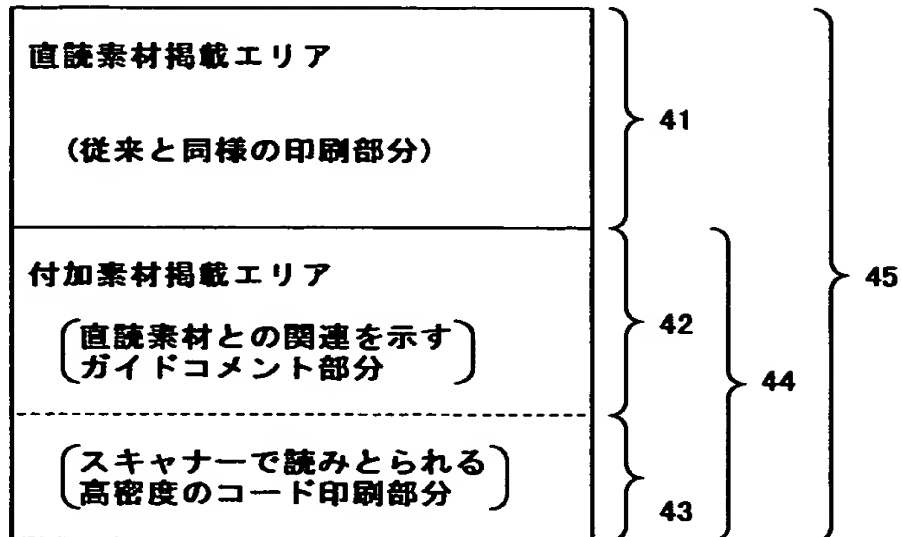 直読素材掲載エリア
(従来と同様の印刷部分)
41
付加素材掲載エリア
直読素材との関連を示す
ガイドコメント部分
42
44
45
スキャナーで読みとられる
高密度のコード印刷部分
43